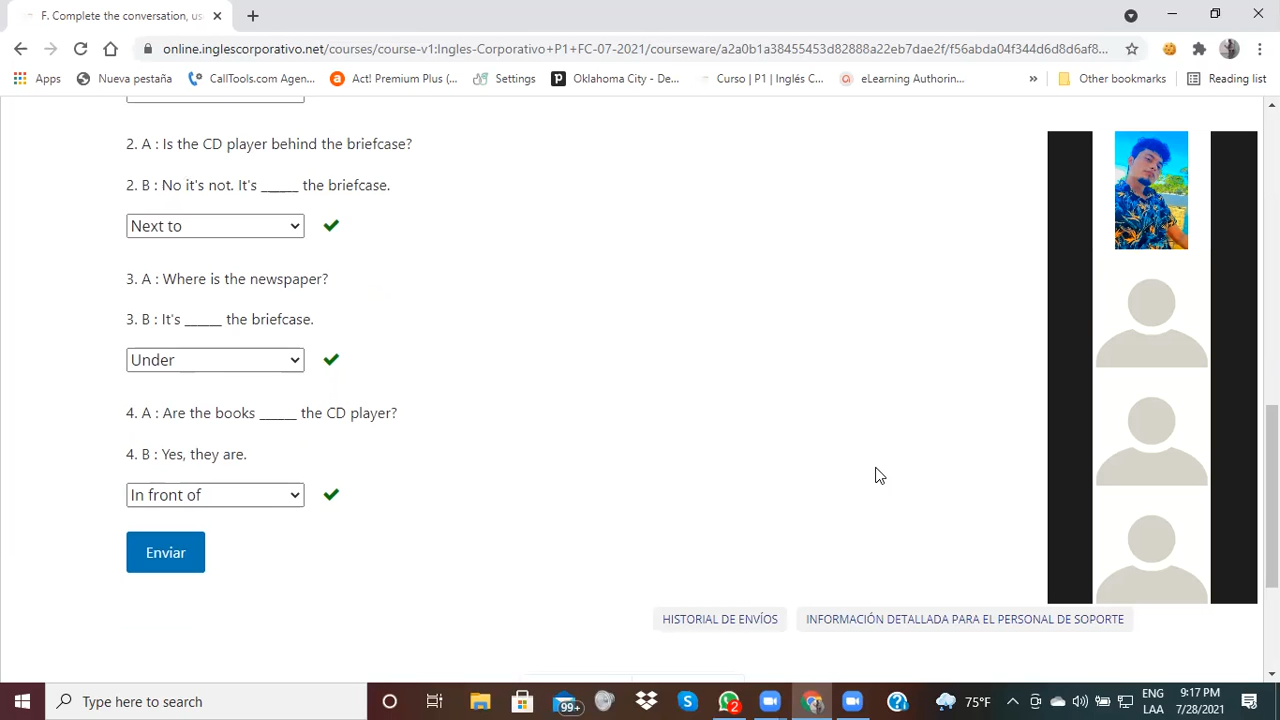 F. Complete the conversation, us
online.inglescorporativo.net/courses/course-v1:Ingles-Corporativo+P1+FC-07-2021/courseware/a2a0b1a38455453d82888a22eb7dae2f/f56abda04f344d6d8d6af8...
Apps Nueva pestaña CallTools.com Agen... Act! Premium Plus (... Settings Oklahoma City - De... Curso | P1 | Inglés C... eLearning Authorin... » Other bookmarks Reading list
2. A : Is the CD player behind the briefcase?
2. B : No it's not. It's ______ the briefcase.
Next to
3. A : Where is the newspaper?
3. B : It's ______ the briefcase.
Under
4. A : Are the books ______ the CD player?
4. B : Yes, they are.
In front of
Enviar
HISTORIAL DE ENVÍOS INFORMACIÓN DETALLADA PARA EL PERSONAL DE SOPORTE
Type here to search 99+ 2 75°F ENG 9:17 PM
LAA 7/28/2021